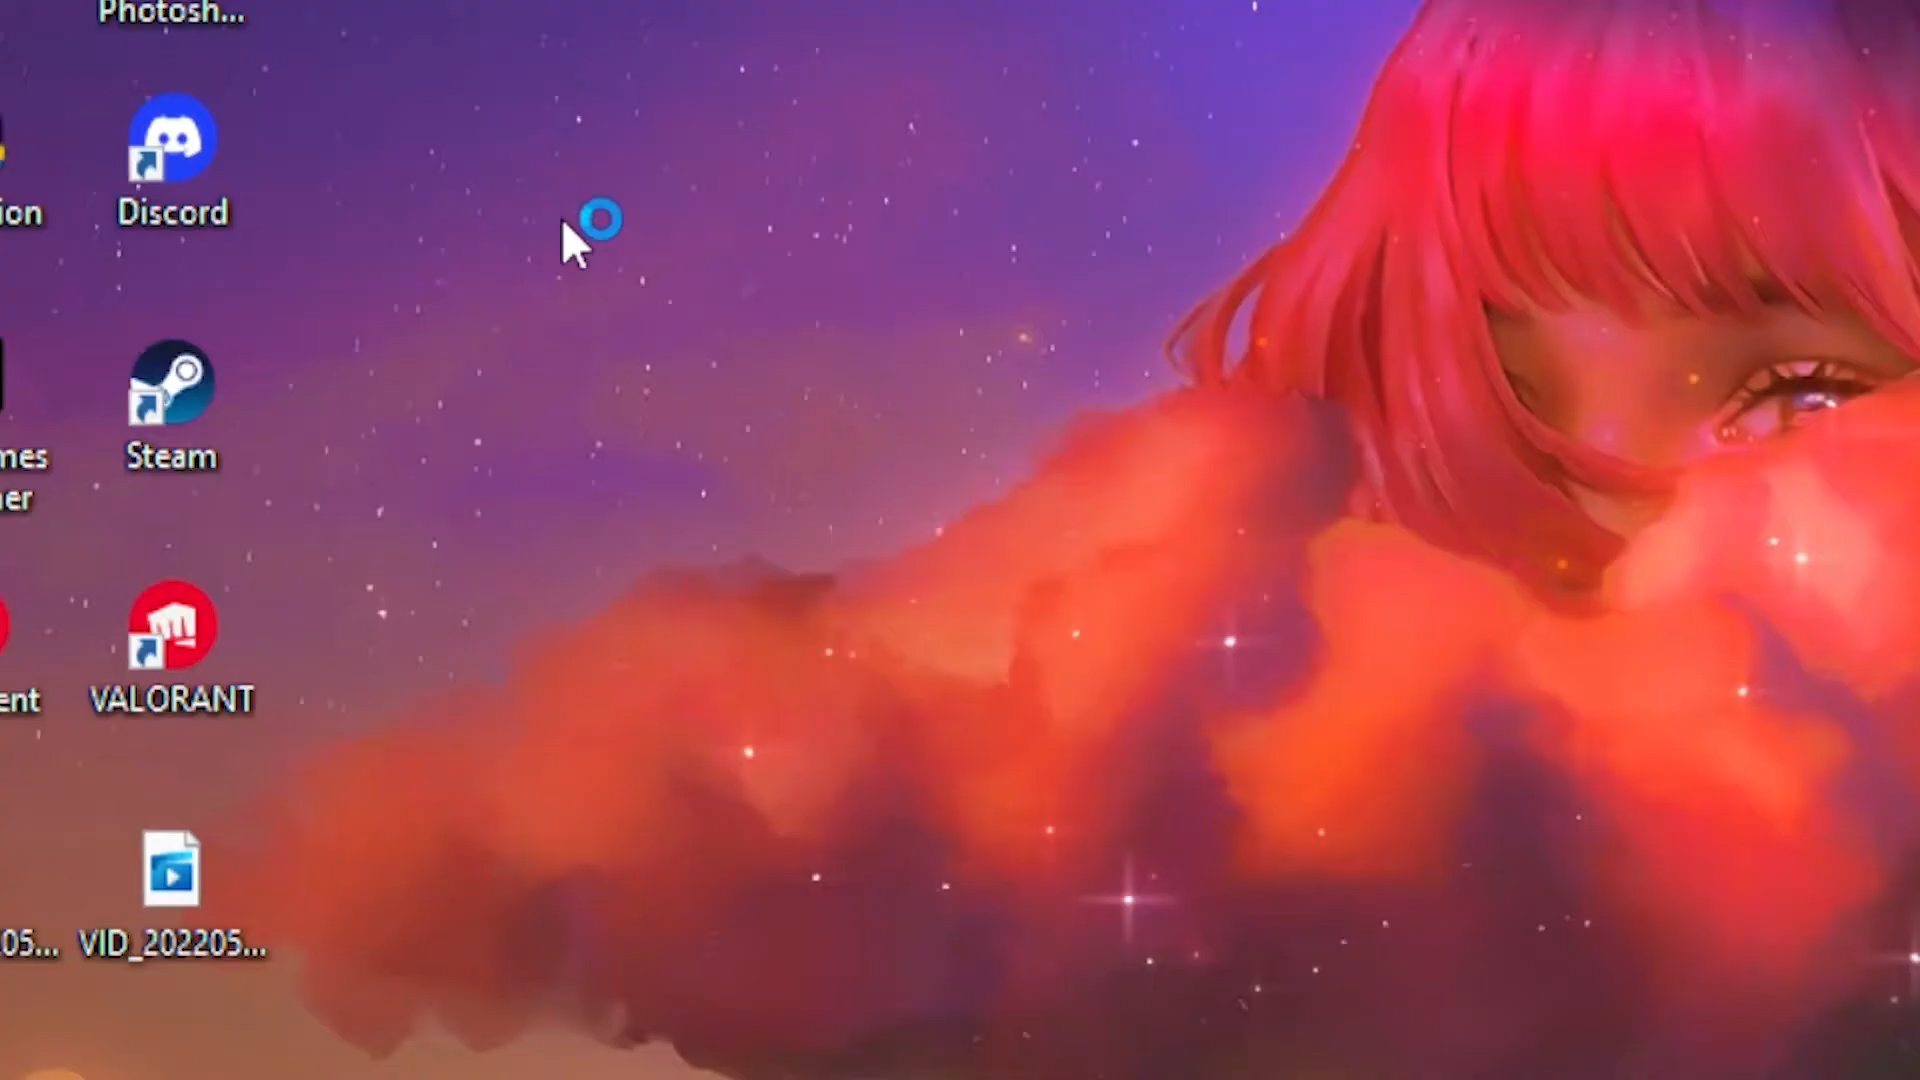 Photosh...
ion
Discord
mes
er
Steam
ent
VALORANT
05...
VID_202205...